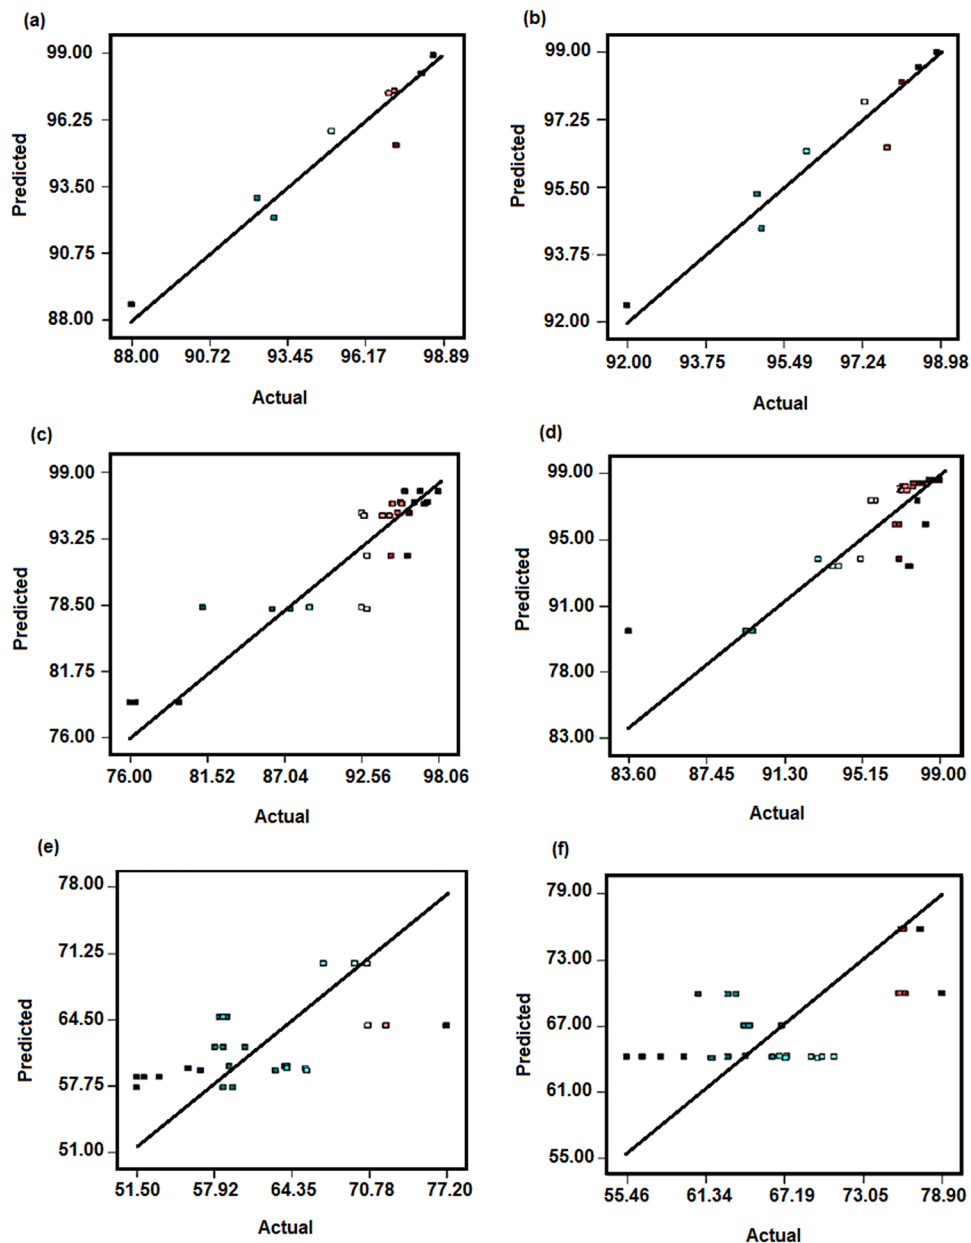 (a)
99.00
96.25
93.50
90.75
88.00
Predicted
88.00 90.72 93.45 96.17 98.89
Actual
(b)
99.00
97.25
95.50
93.75
92.00
Predicted
92.00 93.75 95.49 97.24 98.98
Actual
(c)
99.00
93.25
78.50
81.75
76.00
Predicted
76.00 81.52 87.04 92.56 98.06
Actual
(d)
99.00
95.00
91.00
78.00
83.00
Predicted
83.60 87.45 91.30 95.15 99.00
Actual
(e)
78.00
71.25
64.50
57.75
51.00
Predicted
51.50 57.92 64.35 70.78 77.20
Actual
(f)
79.00
73.00
67.00
61.00
55.00
Predicted
55.46 61.34 67.19 73.05 78.90
Actual